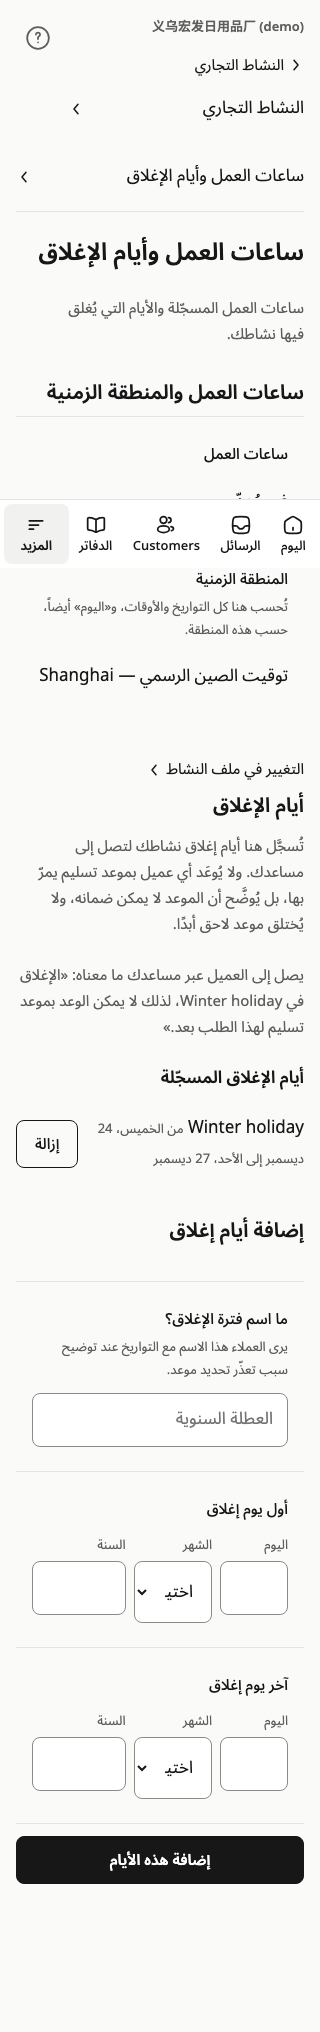 义乌宏发日用品厂 (demo)
النشاط التجاري
النشاط التجاري
ساعات العمل وأيام الإغلاق
ساعات العمل وأيام الإغلاق
ساعات العمل المسجّلة والأيام التي يُغلق
فيها نشاطك.
ساعات العمل والمنطقة الزمنية
ساعات العمل
اليوم
الرسائل
Customers
الدفاتر
المزيد
المنطقة الزمنية
تُحسب هنا كل التواريخ والأوقات، و«اليوم» أيضاً،
حسب هذه المنطقة.
توقيت الصين الرسمي — Shanghai
التغيير في ملف النشاط
أيام الإغلاق
تُسجَّل هنا أيام إغلاق نشاطك لتصل إلى
مساعدك. ولا يُوعَد أي عميل بموعد تسليم يمرّ
بها، بل يُوضَّح أن الموعد لا يمكن ضمانه، ولا
يُختلق موعد لاحق أبدًا.
يصل إلى العميل عبر مساعدك ما معناه: «الإغلاق
في Winter holiday، لذلك لا يمكن الوعد بموعد
تسليم لهذا الطلب بعد.»
أيام الإغلاق المسجّلة
Winter holiday من الخميس، 24
ديسمبر إلى الأحد، 27 ديسمبر
إزالة
إضافة أيام إغلاق
ما اسم فترة الإغلاق؟
يرى العملاء هذا الاسم مع التواريخ عند توضيح
سبب تعذّر تحديد موعد.
العطلة السنوية
أول يوم إغلاق
اليوم
الشهر
السنة
آخر يوم إغلاق
اليوم
الشهر
السنة
إضافة هذه الأيام